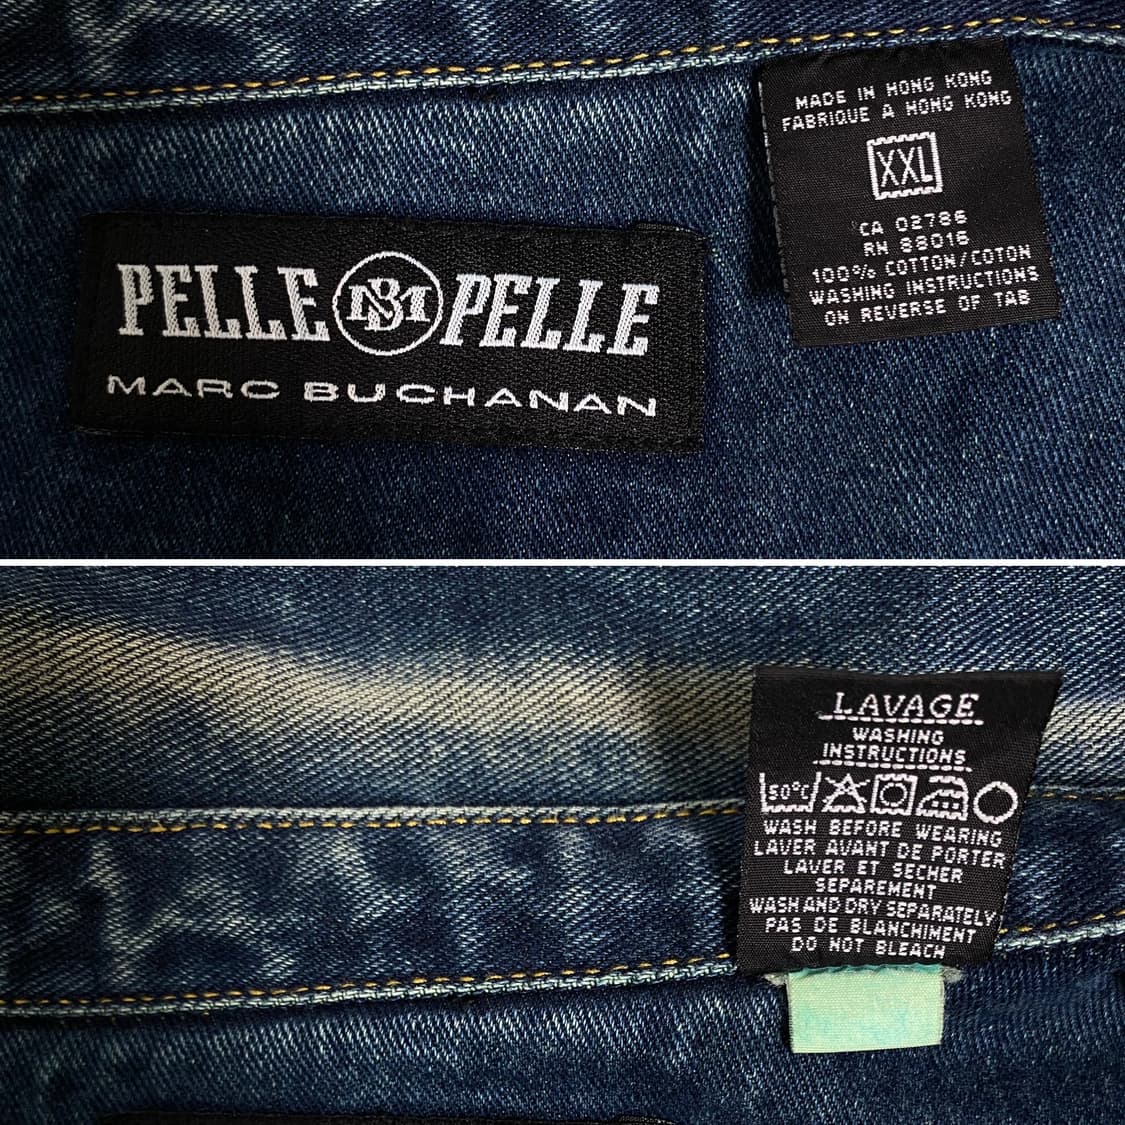 PELLE MB PELLE
MARC BUCHANAN
MADE IN HONG KONG
FABRIQUE A HONG KONG
XXL
CA 02786
RN 88016
100% COTTON/COTON
WASHING INSTRUCTIONS
ON REVERSE OF TAB
LAVAGE
WASHING
INSTRUCTIONS
50°C
WASH BEFORE WEARING
LAVER AVANT DE PORTER
LAVER ET SECHER
SEPAREMENT
WASH AND DRY SEPARATELY
PAS DE BLANCHIMENT
DO NOT BLEACH